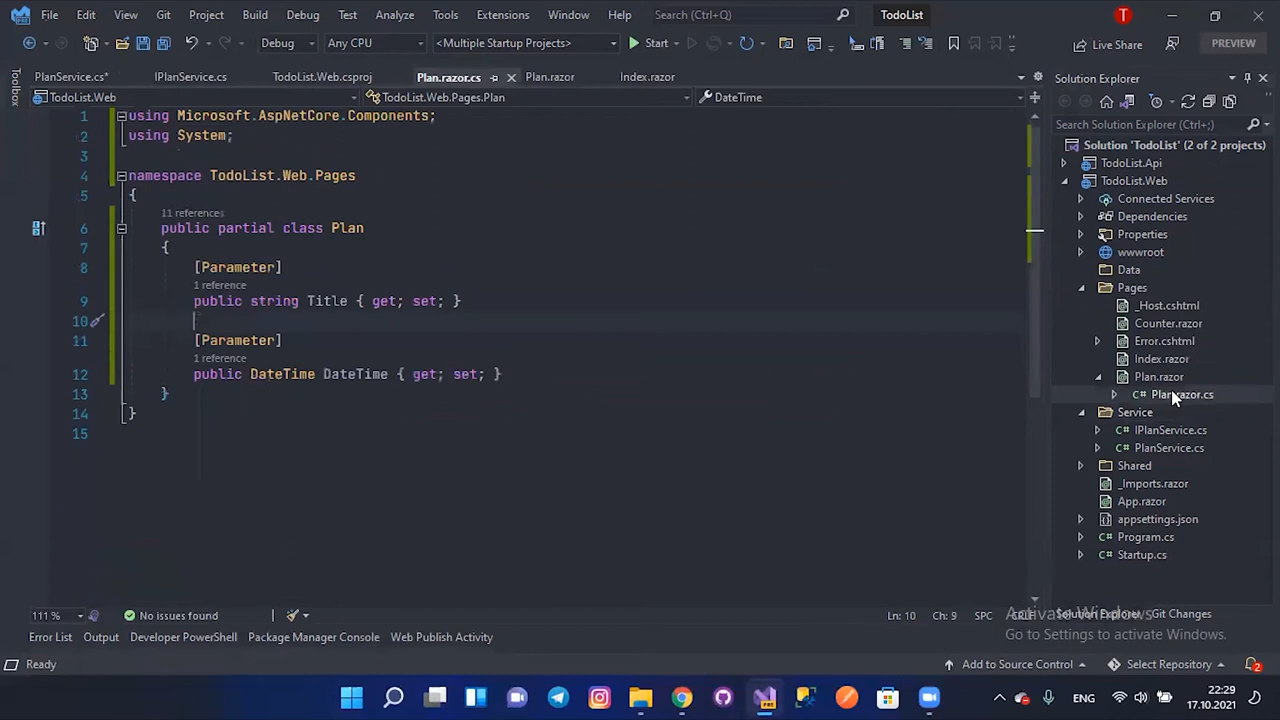 File Edit View Git Project Build Debug Test Analyze Tools Extensions Window Help Search (Ctrl+Q) TodoList T
Debug Any CPU <Multiple Startup Projects> Start Live Share PREVIEW
Toolbox
PlanService.cs* IPlanService.cs TodoList.Web.csproj Plan.razor.cs Plan.razor Index.razor
TodoList.Web TodoList.Web.Pages.Plan DateTime
1 using Microsoft.AspNetCore.Components;
2 using System;
3
4 namespace TodoList.Web.Pages
5 {
11 references
6 public partial class Plan
7 {
8 [Parameter]
1 reference
9 public string Title { get; set; }
10
11 [Parameter]
1 reference
12 public DateTime DateTime { get; set; }
13 }
14 }
15
111 % No issues found Ln: 10 Ch: 9 SPC CRLF
Solution Explorer
Search Solution Explorer (Ctrl+;)
Solution 'TodoList' (2 of 2 projects)
TodoList.Api
TodoList.Web
Connected Services
Dependencies
Properties
wwwroot
Data
Pages
_Host.cshtml
Counter.razor
Error.cshtml
Index.razor
Plan.razor
C# Plan.razor.cs
Service
C# IPlanService.cs
C# PlanService.cs
Shared
_Imports.razor
App.razor
appsettings.json
C# Program.cs
C# Startup.cs
Solution Explorer Git Changes
Activate Windows
Go to Settings to activate Windows.
Error List Output Developer PowerShell Package Manager Console Web Publish Activity
Ready Add to Source Control Select Repository 2
PRE ENG 22:29
17.10.2021